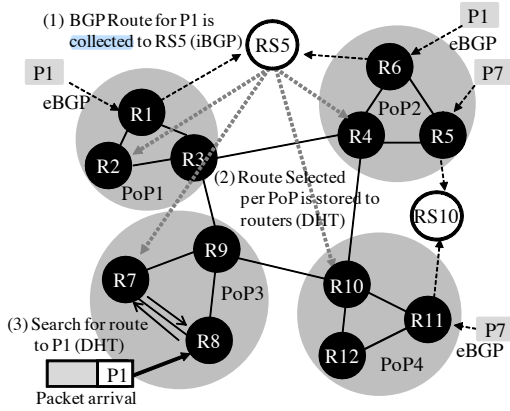 (1) BGP Route for P1 is
collected to RS5 (iBGP)
RS5
P1
eBGP
P1
eBGP
P7
R6
PoP2
R4
R5
R1
R2
R3
PoP1
(2) Route Selected
per PoP is stored to
routers (DHT)
RS10
R9
R7
PoP3
R8
R10
R11
R12
PoP4
P7
eBGP
(3) Search for route
to P1 (DHT)
P1
Packet arrival